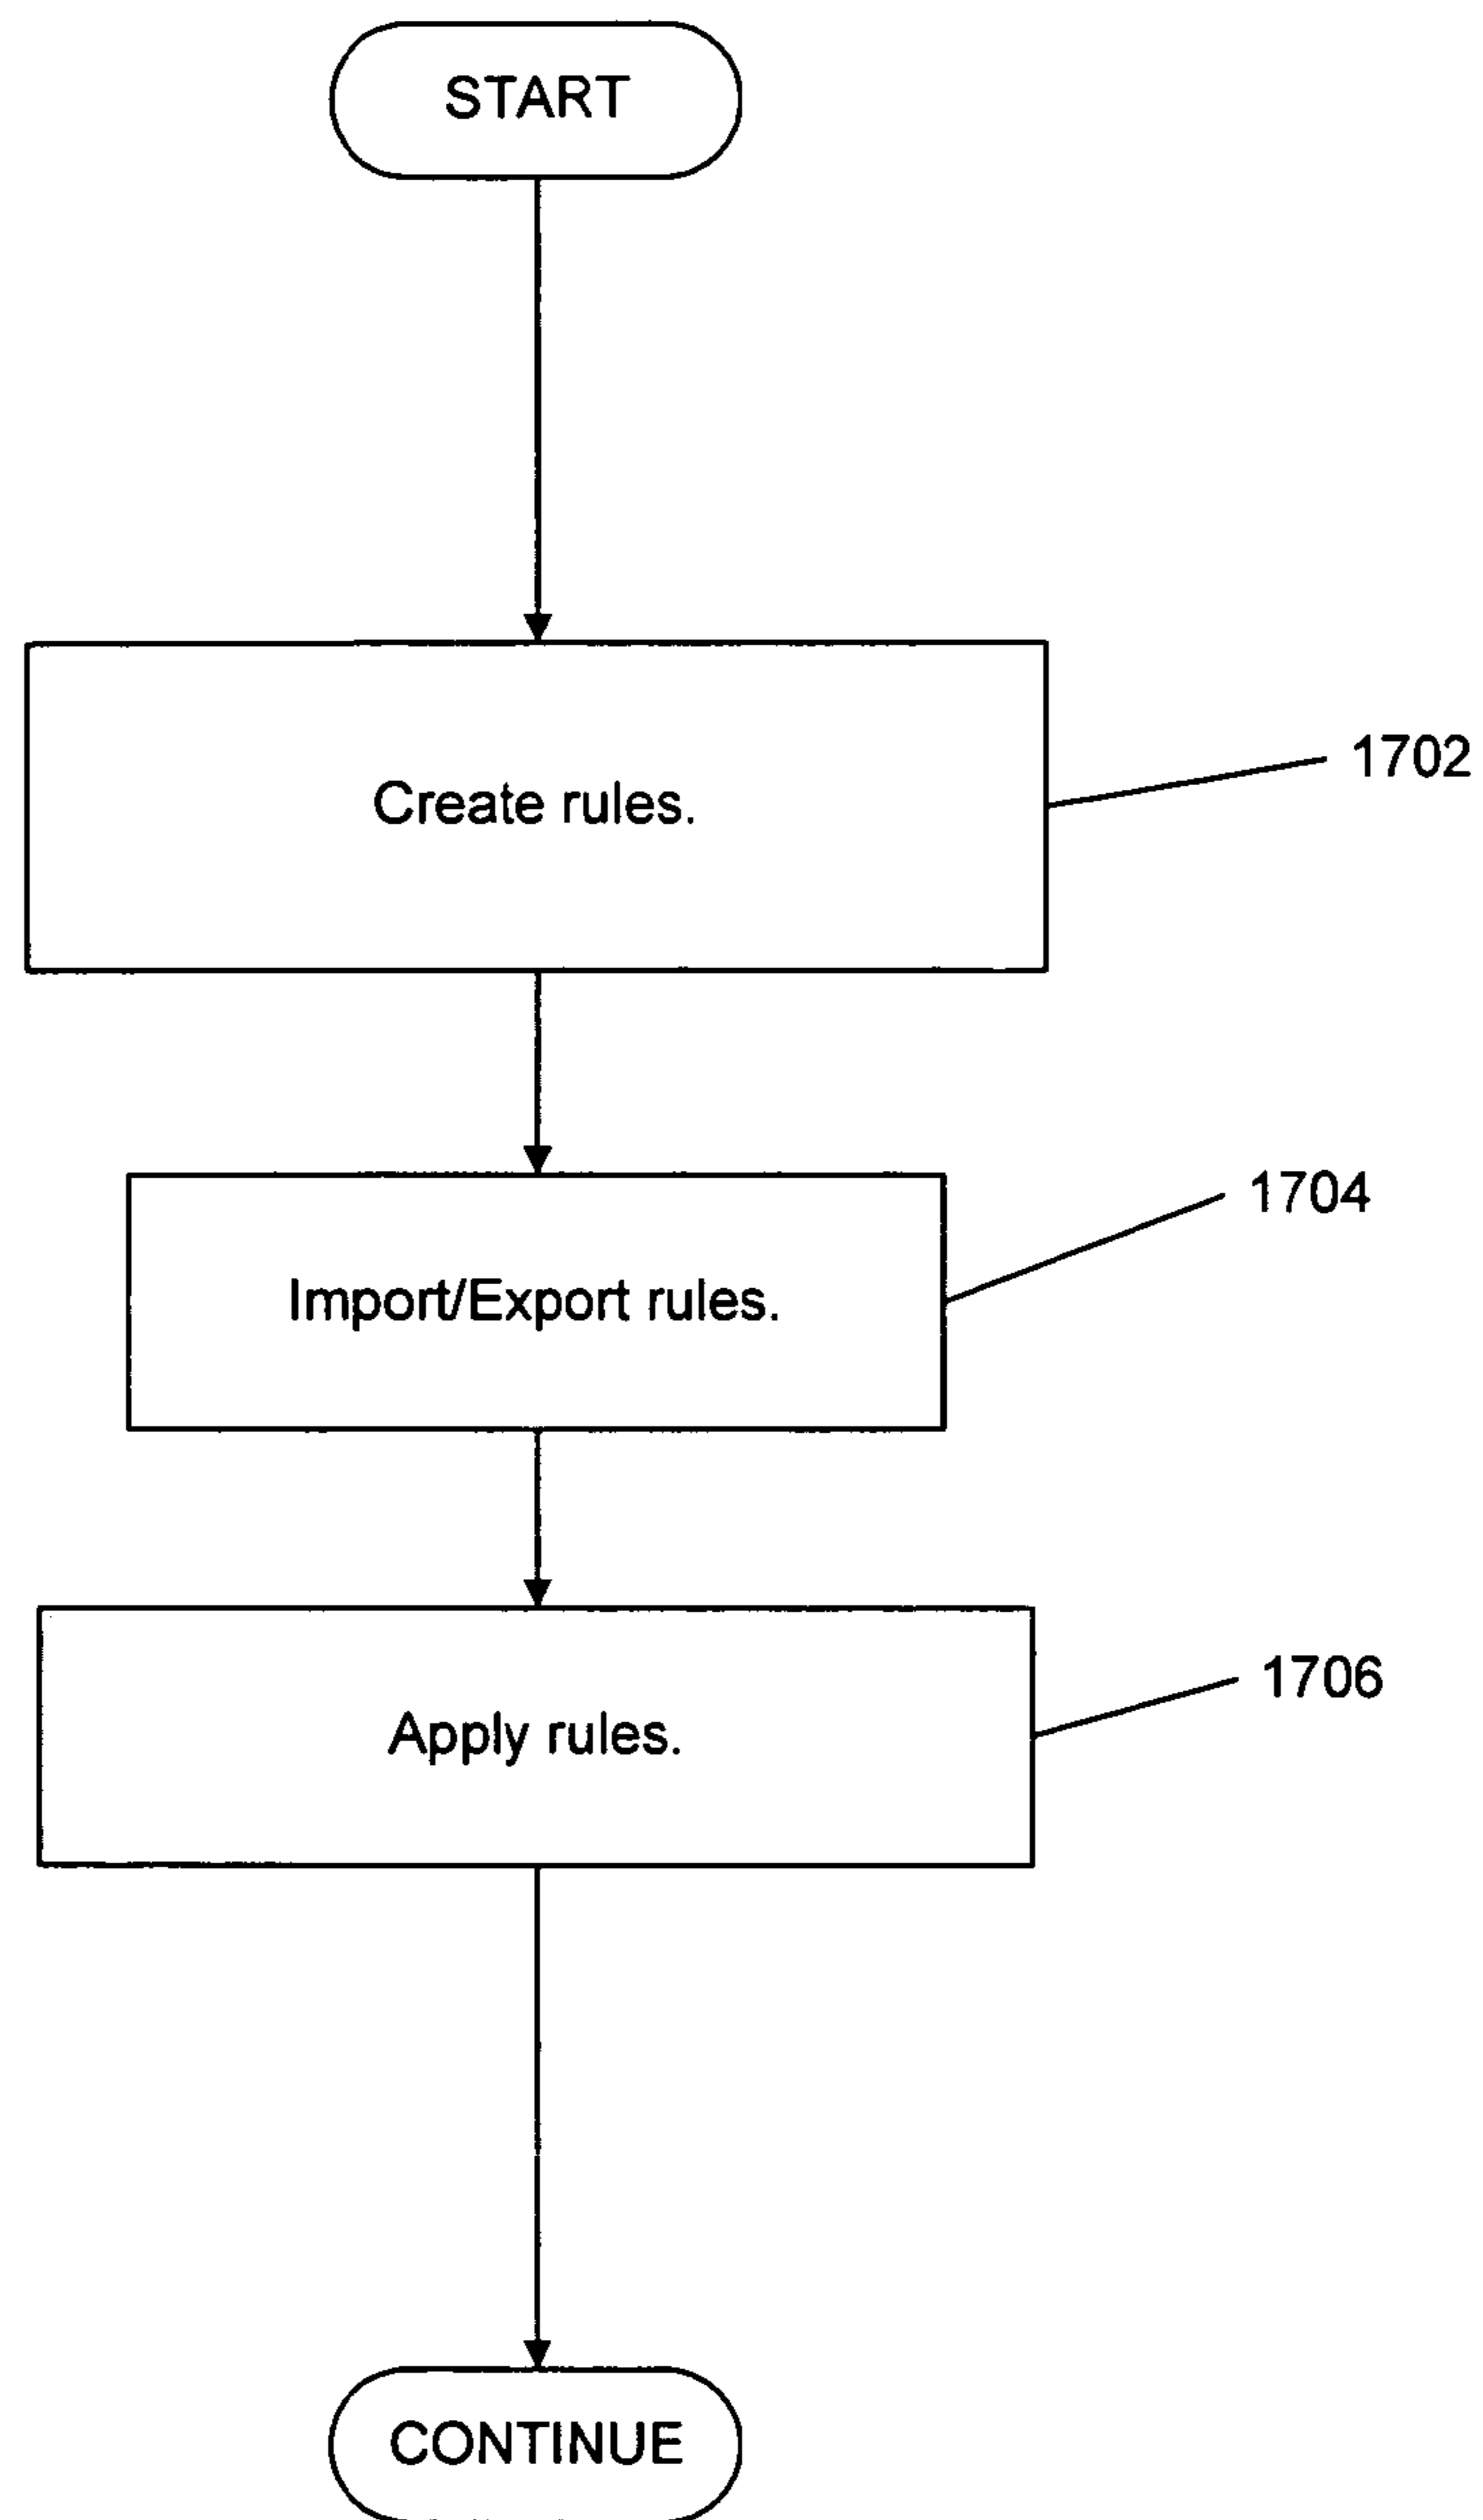 START
Create rules.
1702
Import/Export rules.
1704
Apply rules.
1706
CONTINUE